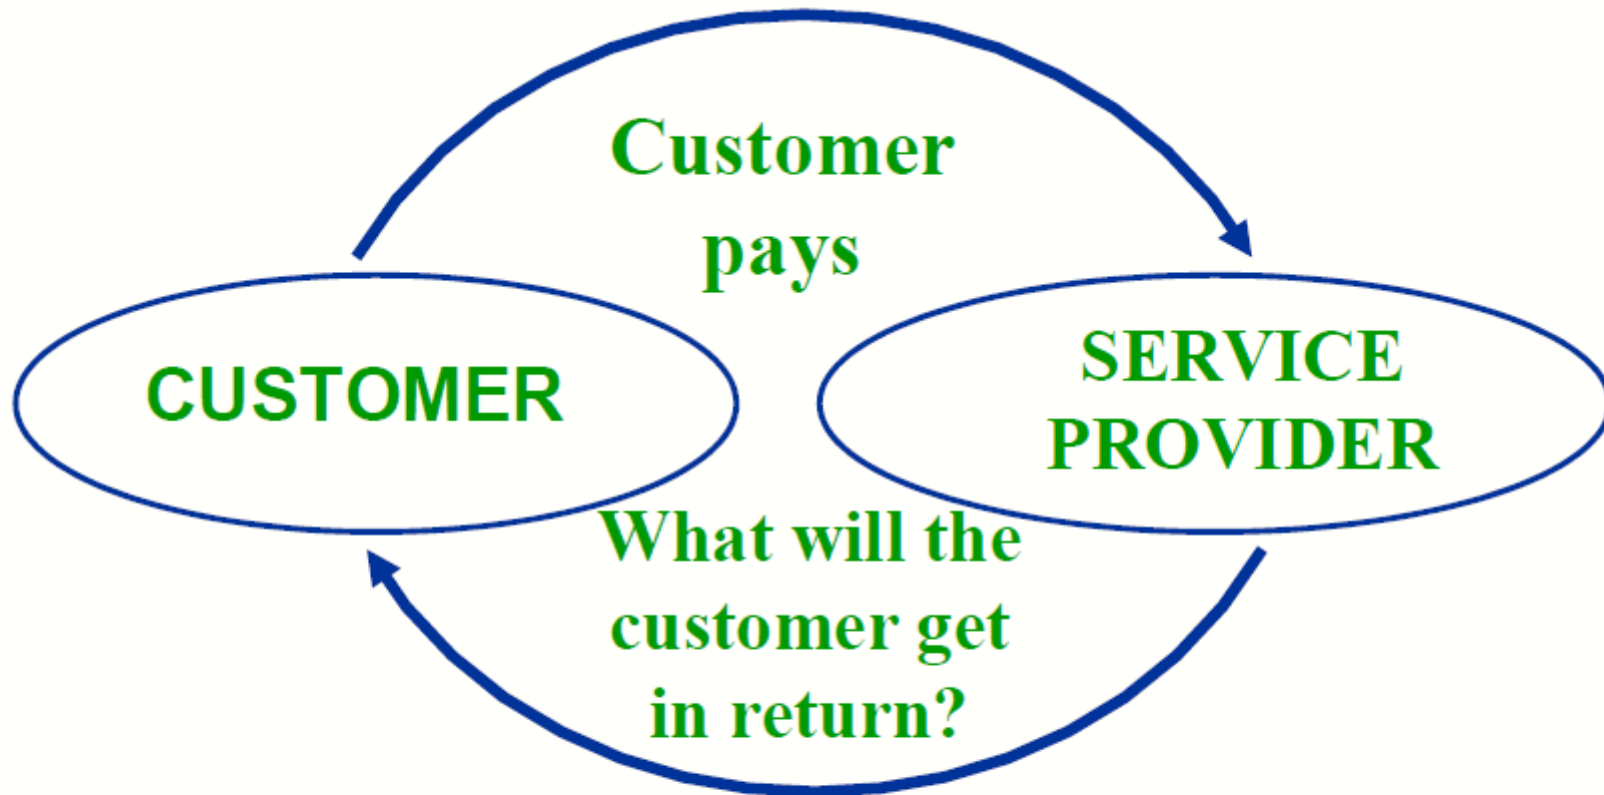 Customer
pays
CUSTOMER
SERVICE
PROVIDER
What will the
customer get
in return?